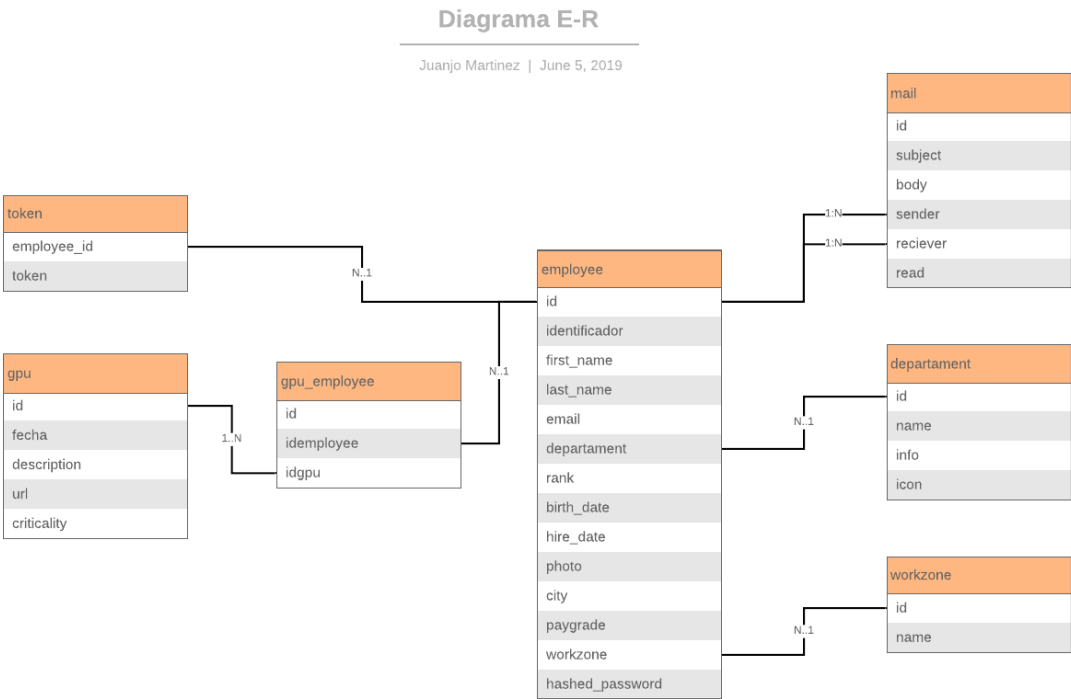 Diagrama E-R
Juanjo Martinez | June 5, 2019
token
employee_id
token
gpu
id
fecha
description
url
criticality
gpu_employee
id
idemployee
idgpu
N..1
1..N
N..1
employee
id
identificador
first_name
last_name
email
departament
rank
birth_date
hire_date
photo
city
paygrade
workzone
hashed_password
1:N
1:N
N..1
N..1
mail
id
subject
body
sender
reciever
read
departament
id
name
info
icon
workzone
id
name